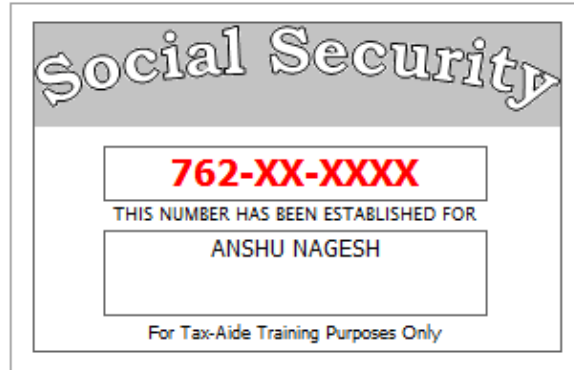 Social Security
762-XX-XXXX
THIS NUMBER HAS BEEN ESTABLISHED FOR
ANSHU NAGESH
For Tax-Aide Training Purposes Only